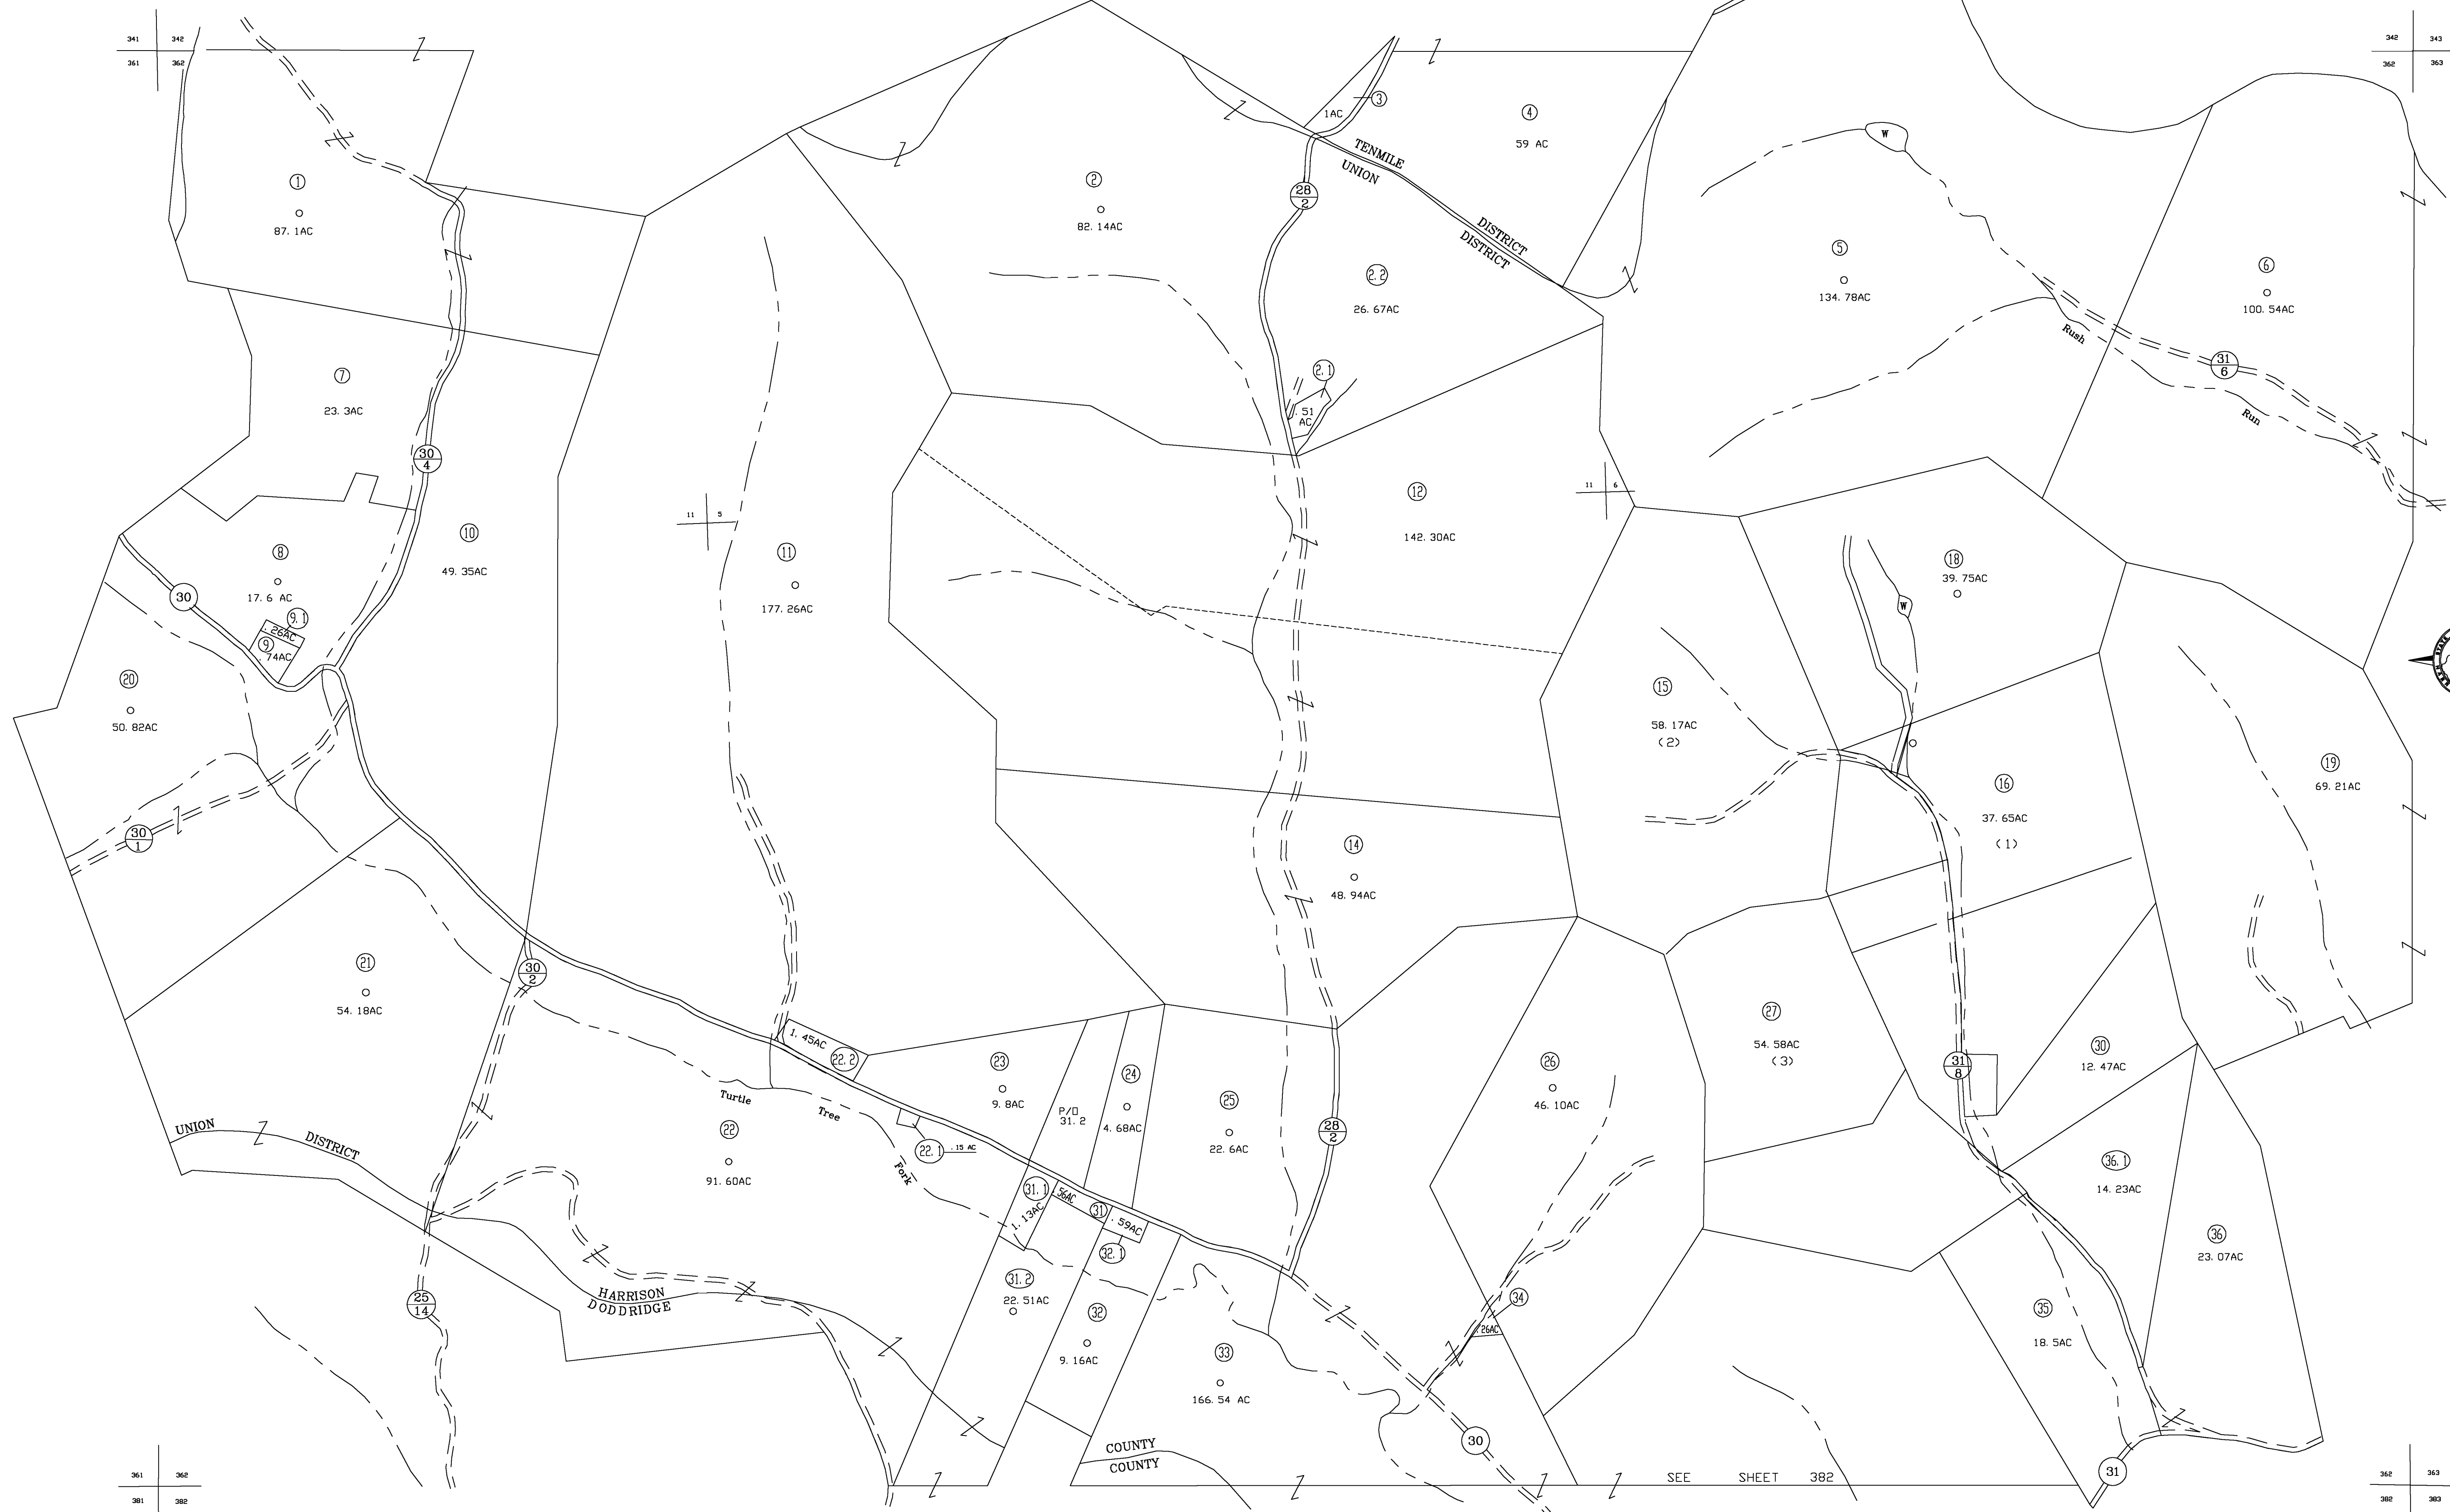 341 342
361 362
342 343
362 363
1
87. 1AC
2
82. 14AC
3
1AC
4
59 AC
TENMILE DISTRICT
UNION DISTRICT
28
2
2. 2
26. 67AC
2. 1
. 51
AC
W
5
134. 78AC
6
100. 54AC
31
6
Rush Run
7
23. 3AC
30
4
8
17. 6 AC
30
9. 1
. 26AC
9
. 74AC
10
49. 35AC
11 5
11
177. 26AC
12
142. 30AC
11 6
18
39. 75AC
W
15
58. 17AC
(2)
16
37. 65AC
(1)
19
69. 21AC
20
50. 82AC
30
1
14
48. 94AC
21
54. 18AC
30
2
1. 45AC
22. 2
23
9. 8AC
P/O
31. 2
24
4. 68AC
25
22. 6AC
28
2
26
46. 10AC
27
54. 58AC
(3)
31
8
30
12. 47AC
Turtle Tree Fork
22
91. 60AC
22. 1
. 15 AC
UNION DISTRICT
31. 1
1. 13AC
. 56AC
31
. 59AC
32. 1
36. 1
14. 23AC
36
23. 07AC
31. 2
22. 51AC
32
9. 16AC
33
166. 54 AC
34
. 26AC
35
18. 5AC
25
14
HARRISON
DODDRIDGE
COUNTY
COUNTY
30
31
SEE SHEET 382
361 362
381 382
362 363
382 383